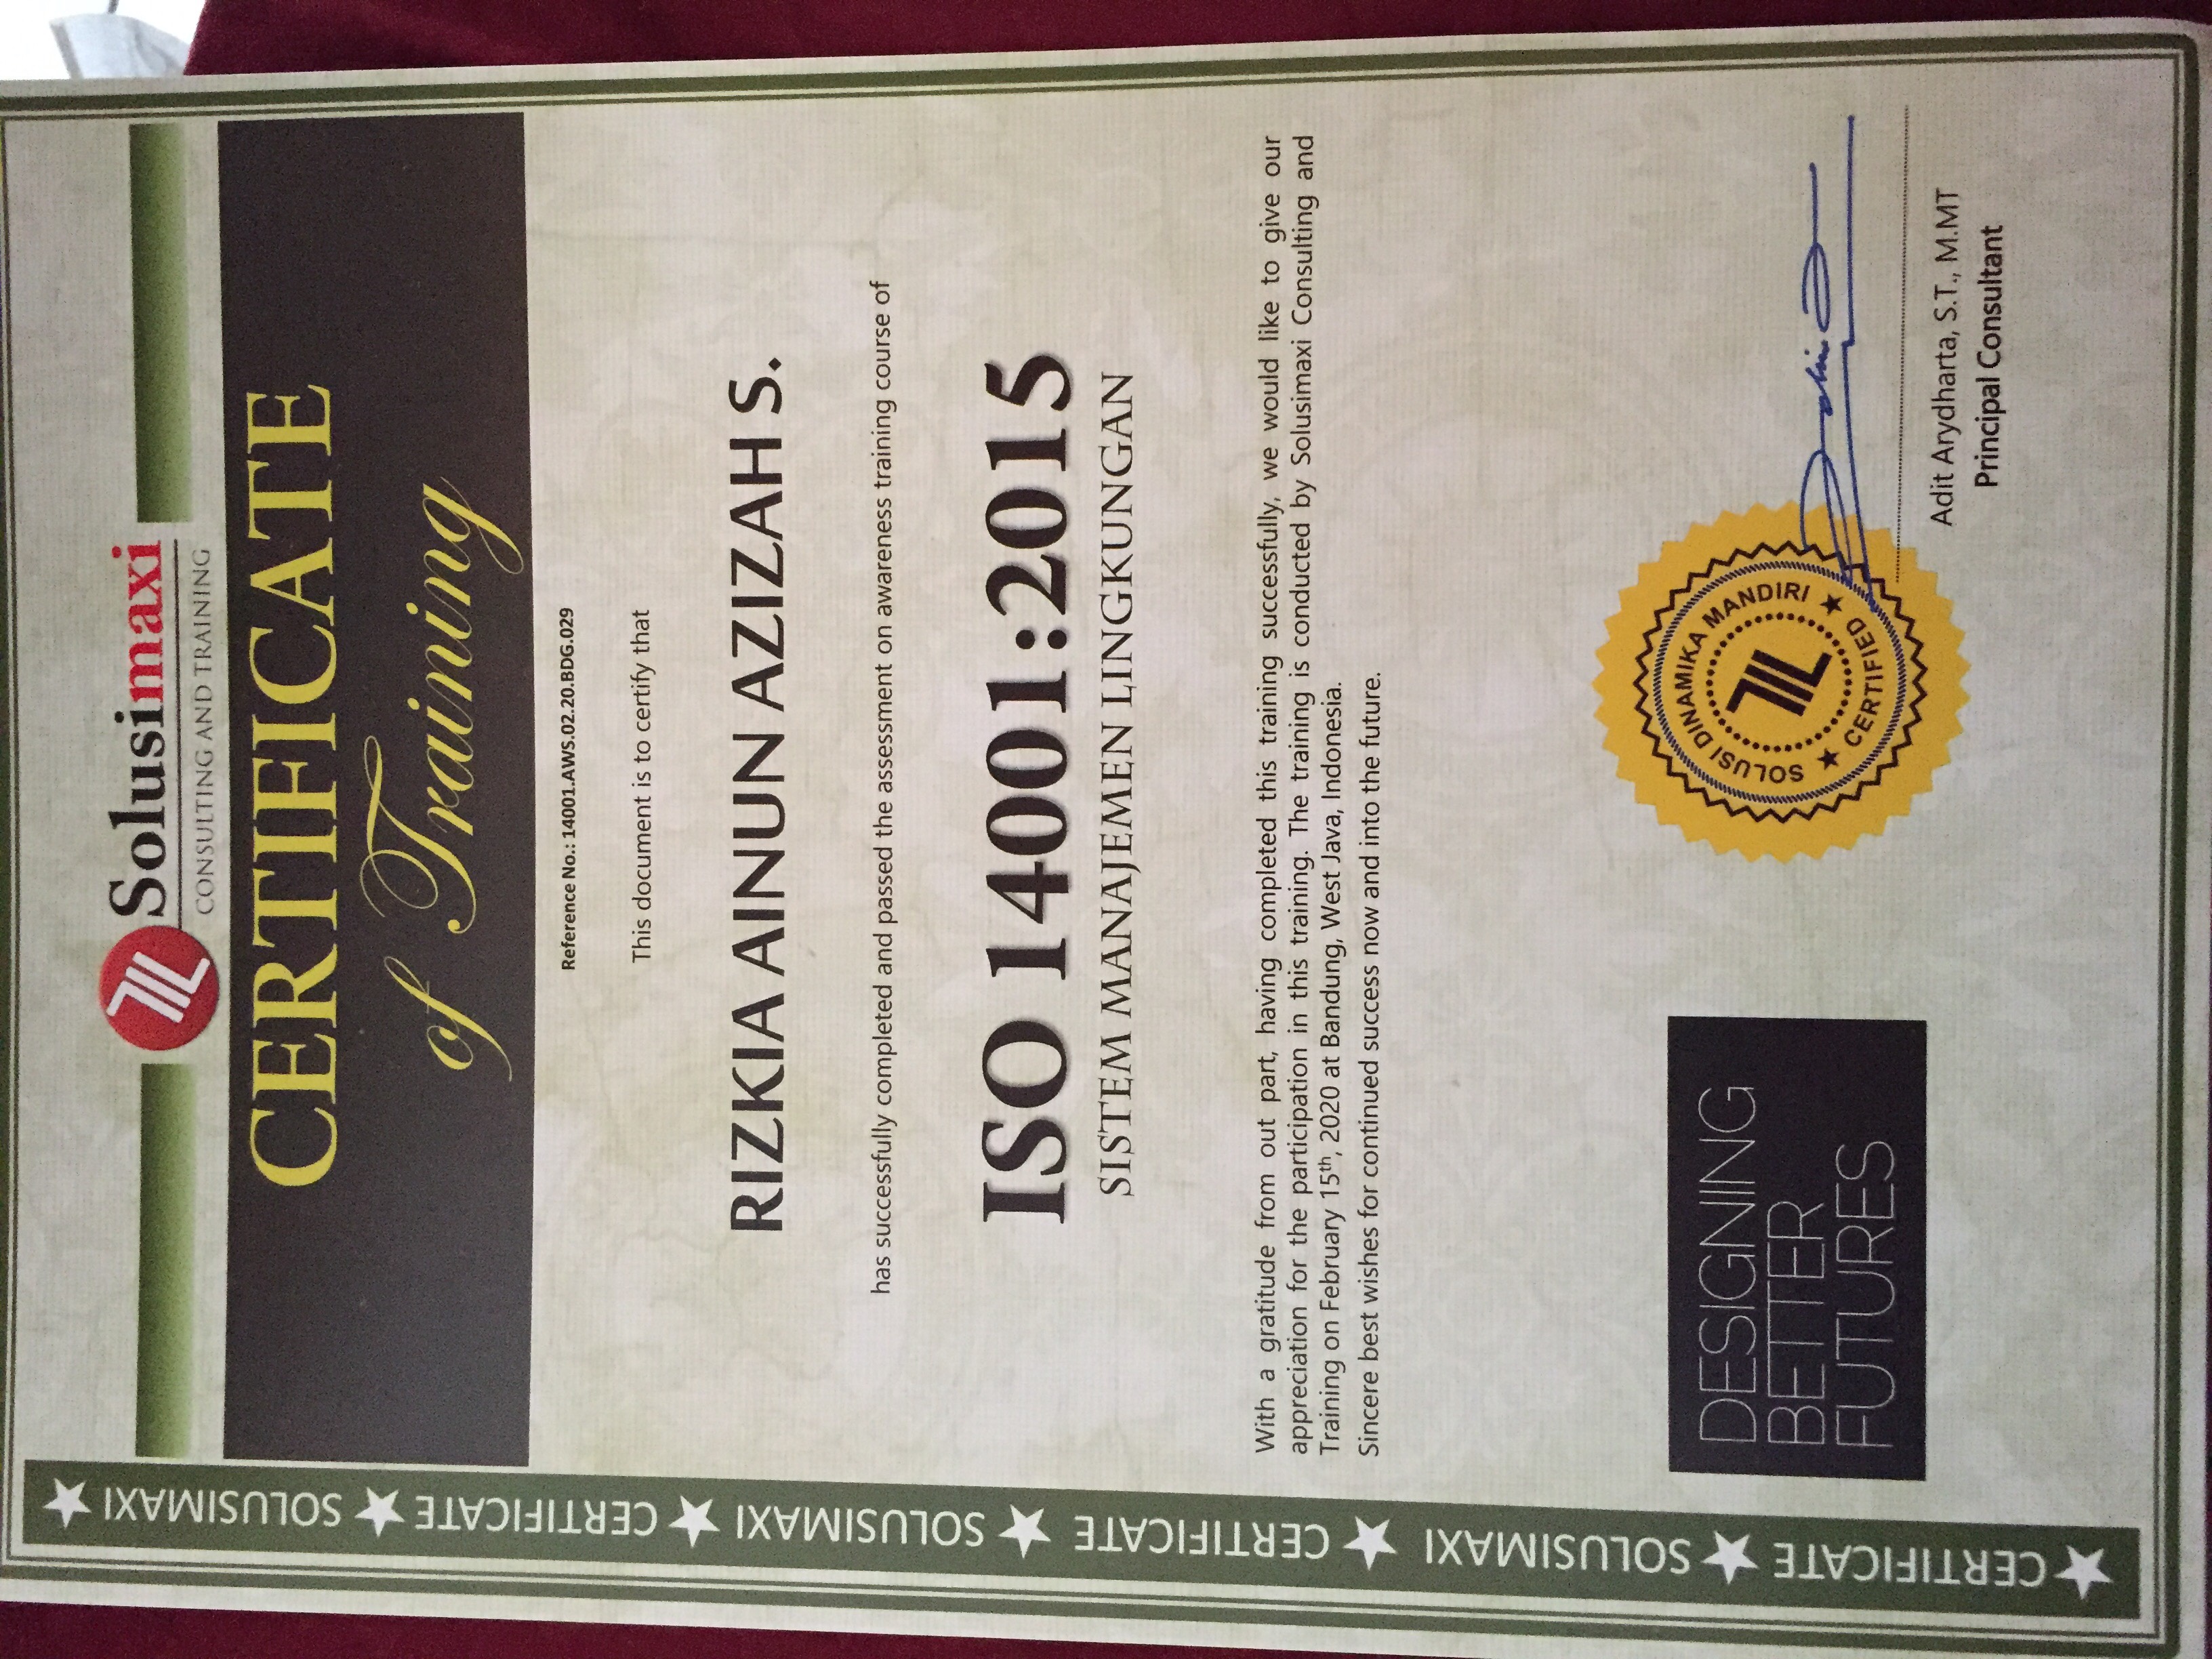 Solusimaxi
CONSULTING AND TRAINING
CERTIFICATE
of Training
Reference No.: 14001.AWS.02.20.BDG.029
This document is to certify that
RIZKIA AINUN AZIZAH S.
has successfully completed and passed the assessment on awareness training course of
ISO 14001:2015
SISTEM MANAJEMEN LINGKUNGAN
With a gratitude from out part, having completed this training successfully, we would like to give our
appreciation for the participation in this training. The training is conducted by Solusimaxi Consulting and
Training on February 15th, 2020 at Bandung, West Java, Indonesia.
Sincere best wishes for continued success now and into the future.
DESIGNING
BETTER
FUTURES
SOLUSI DINAMIKA MANDIRI
★ CERTIFIED ★
Adit Arydharta, S.T., M.MT
Principal Consultant
★ CERTIFICATE ★ SOLUSIMAXI ★ CERTIFICATE ★ SOLUSIMAXI ★ CERTIFICATE ★ SOLUSIMAXI ★